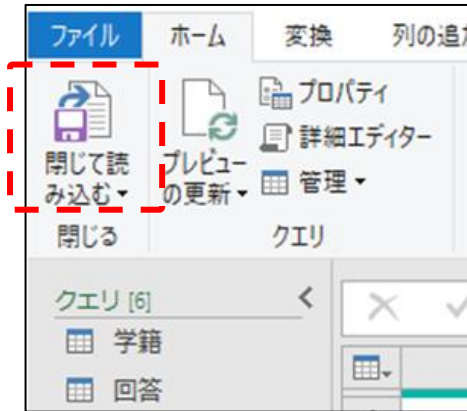 ファイル ホーム 変換 列の追加
閉じて読
み込む
プレビュー
の更新
プロパティ
詳細エディター
管理
閉じる クエリ
クエリ [6]
学籍
回答